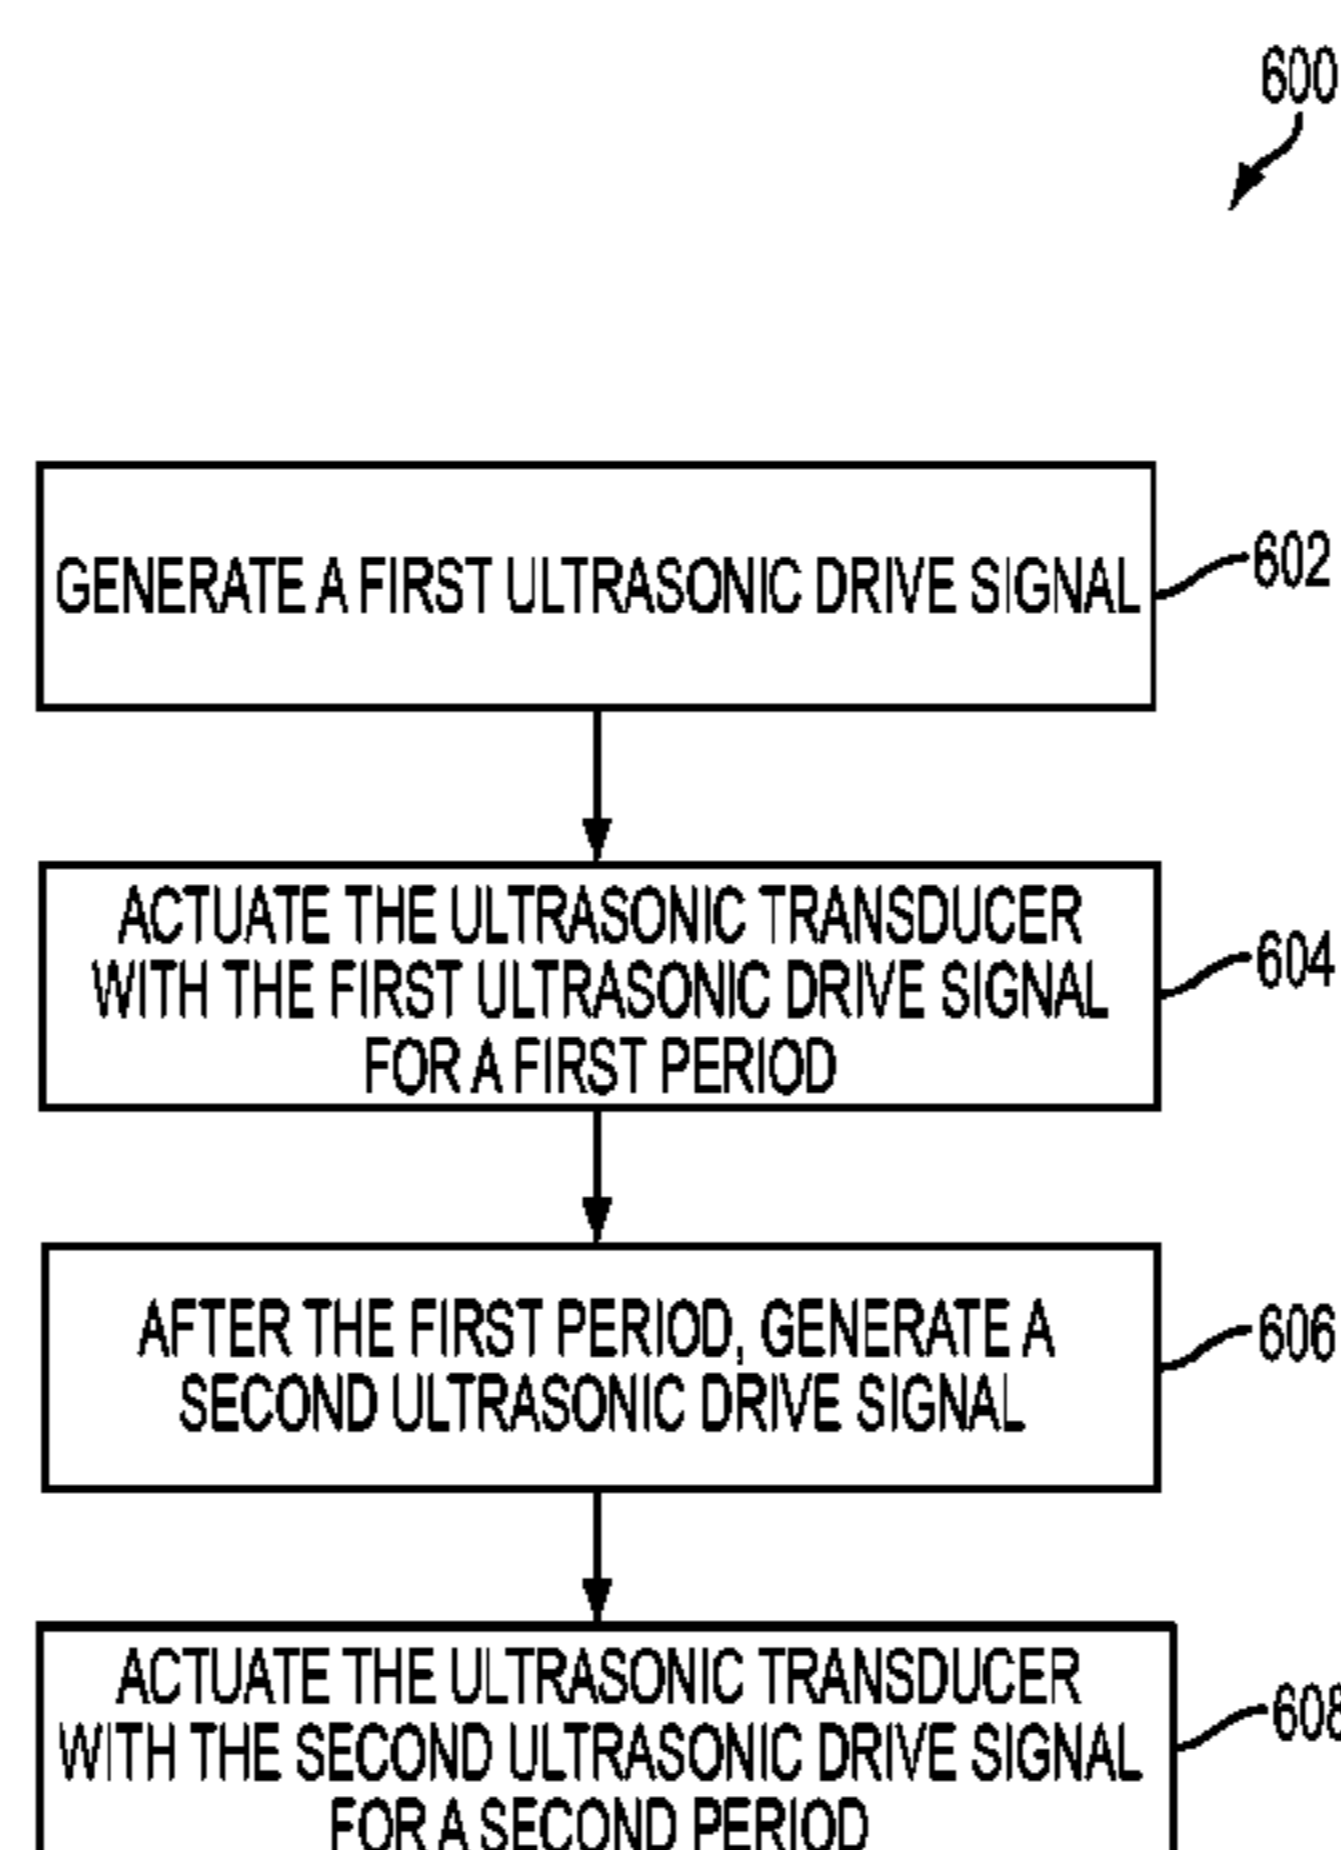 600
GENERATE A FIRST ULTRASONIC DRIVE SIGNAL
602
ACTUATE THE ULTRASONIC TRANSDUCER
WITH THE FIRST ULTRASONIC DRIVE SIGNAL
FOR A FIRST PERIOD
604
AFTER THE FIRST PERIOD, GENERATE A
SECOND ULTRASONIC DRIVE SIGNAL
606
ACTUATE THE ULTRASONIC TRANSDUCER
WITH THE SECOND ULTRASONIC DRIVE SIGNAL
FOR A SECOND PERIOD
608